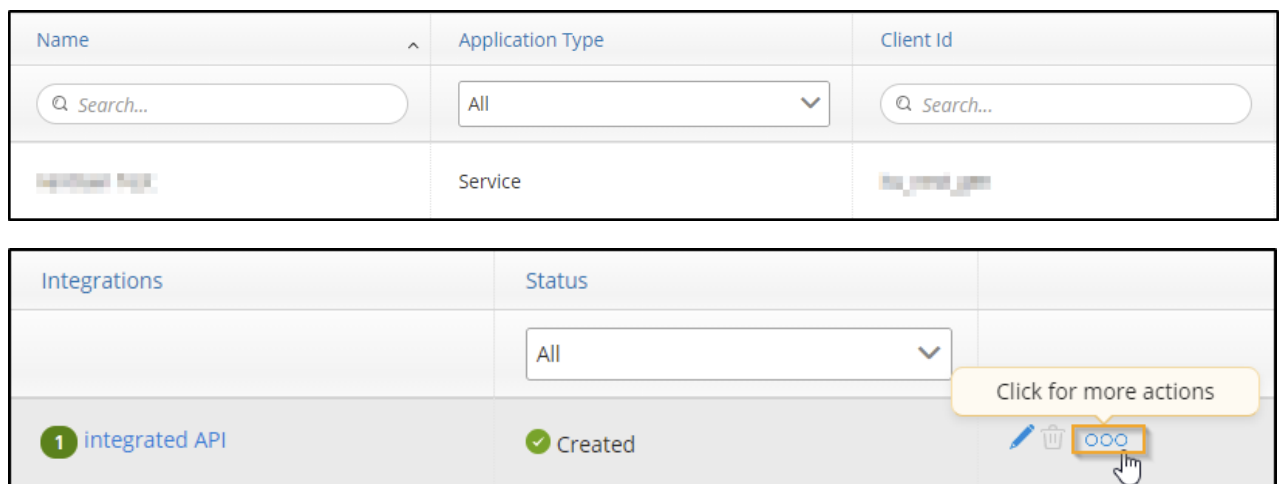 Name Application Type Client Id
Search... All Search...
Service
Integrations Status
All
Click for more actions
1 integrated API Created